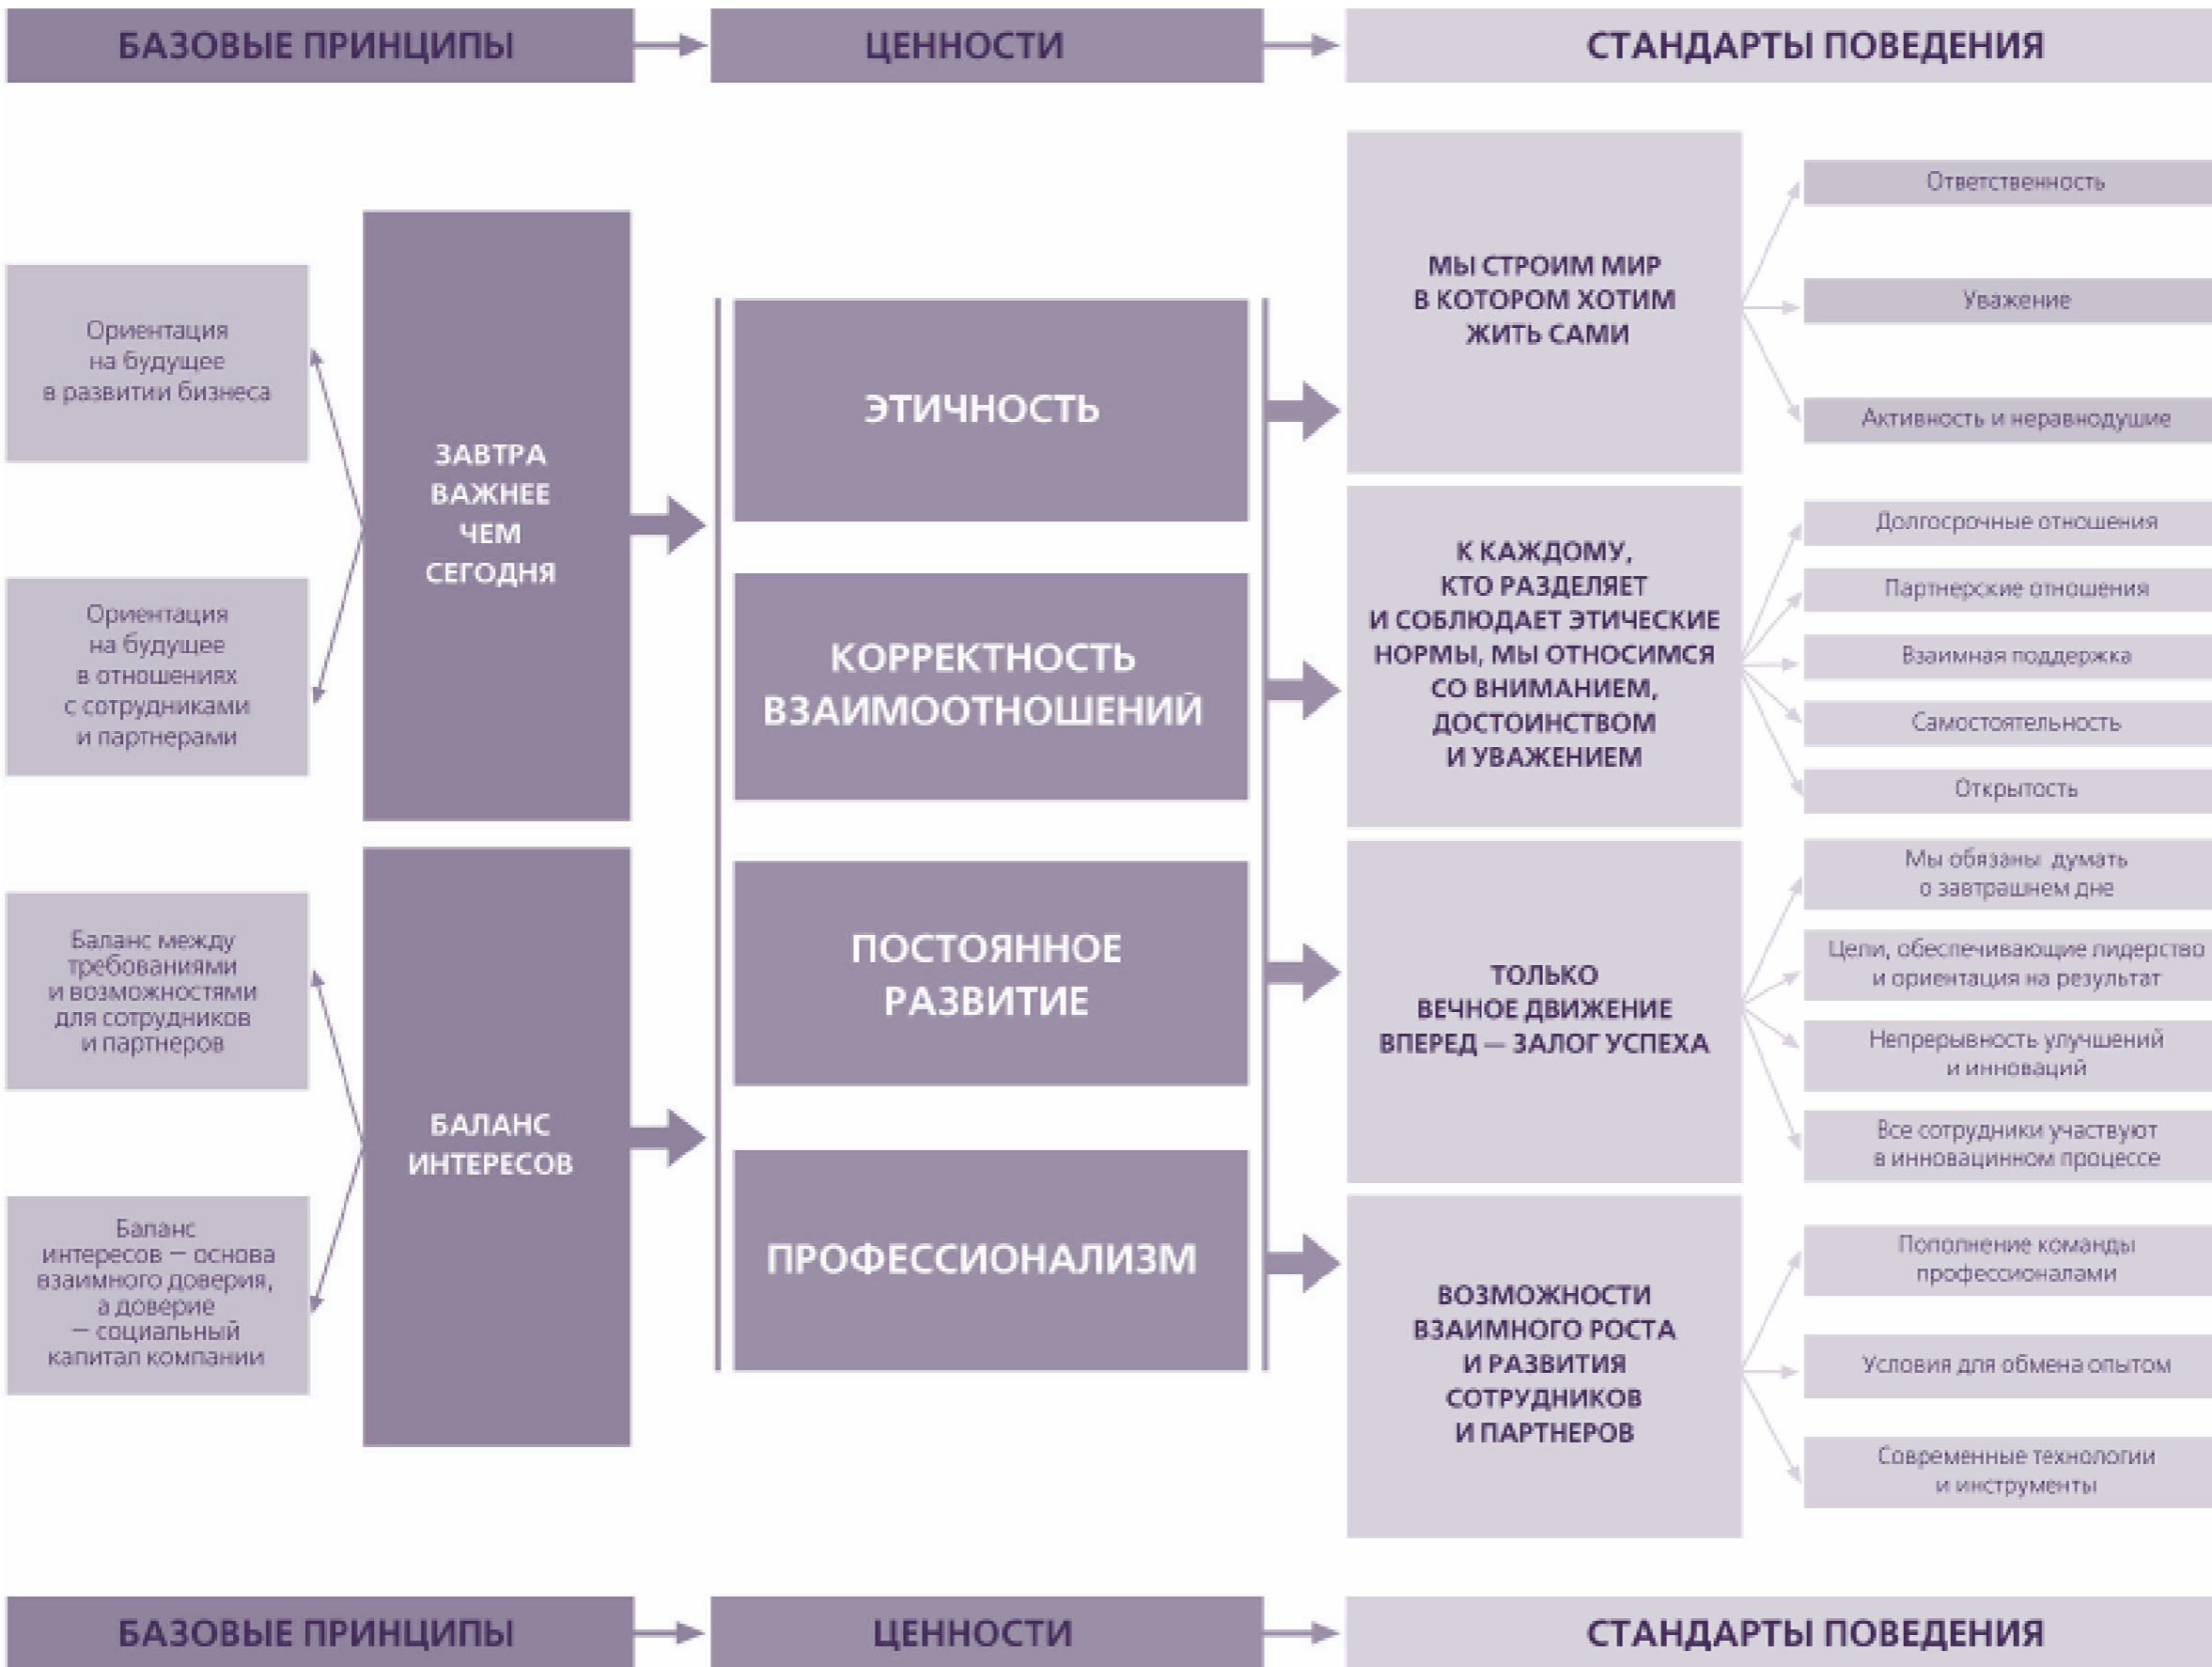 БАЗОВЫЕ ПРИНЦИПЫ
ЦЕННОСТИ
СТАНДАРТЫ ПОВЕДЕНИЯ
Ориентация
на будущее
в развитии бизнеса
Ориентация
на будущее
в отношениях
с сотрудниками
и партнерами
ЗАВТРА
ВАЖНЕЕ
ЧЕМ
СЕГОДНЯ
Баланс между
требованиями
и возможностями
для сотрудников
и партнеров
Баланс
интересов — основа
взаимного доверия,
а доверие
— социальный
капитал компании
БАЛАНС
ИНТЕРЕСОВ
ЭТИЧНОСТЬ
КОРРЕКТНОСТЬ
ВЗАИМООТНОШЕНИЙ
ПОСТОЯННОЕ
РАЗВИТИЕ
ПРОФЕССИОНАЛИЗМ
МЫ СТРОИМ МИР
В КОТОРОМ ХОТИМ
ЖИТЬ САМИ
Ответственность
Уважение
Активность и неравнодушие
К КАЖДОМУ,
КТО РАЗДЕЛЯЕТ
И СОБЛЮДАЕТ ЭТИЧЕСКИЕ
НОРМЫ, МЫ ОТНОСИМСЯ
СО ВНИМАНИЕМ,
ДОСТОИНСТВОМ
И УВАЖЕНИЕМ
Долгосрочные отношения
Партнерские отношения
Взаимная поддержка
Самостоятельность
Открытость
ТОЛЬКО
ВЕЧНОЕ ДВИЖЕНИЕ
ВПЕРЕД — ЗАЛОГ УСПЕХА
Мы обязаны думать
о завтрашнем дне
Цели, обеспечивающие лидерство
и ориентация на результат
Непрерывность улучшений
и инноваций
Все сотрудники участвуют
в инновацинном процессе
ВОЗМОЖНОСТИ
ВЗАИМНОГО РОСТА
И РАЗВИТИЯ
СОТРУДНИКОВ
И ПАРТНЕРОВ
Пополнение команды
профессионалами
Условия для обмена опытом
Современные технологии
и инструменты
БАЗОВЫЕ ПРИНЦИПЫ
ЦЕННОСТИ
СТАНДАРТЫ ПОВЕДЕНИЯ